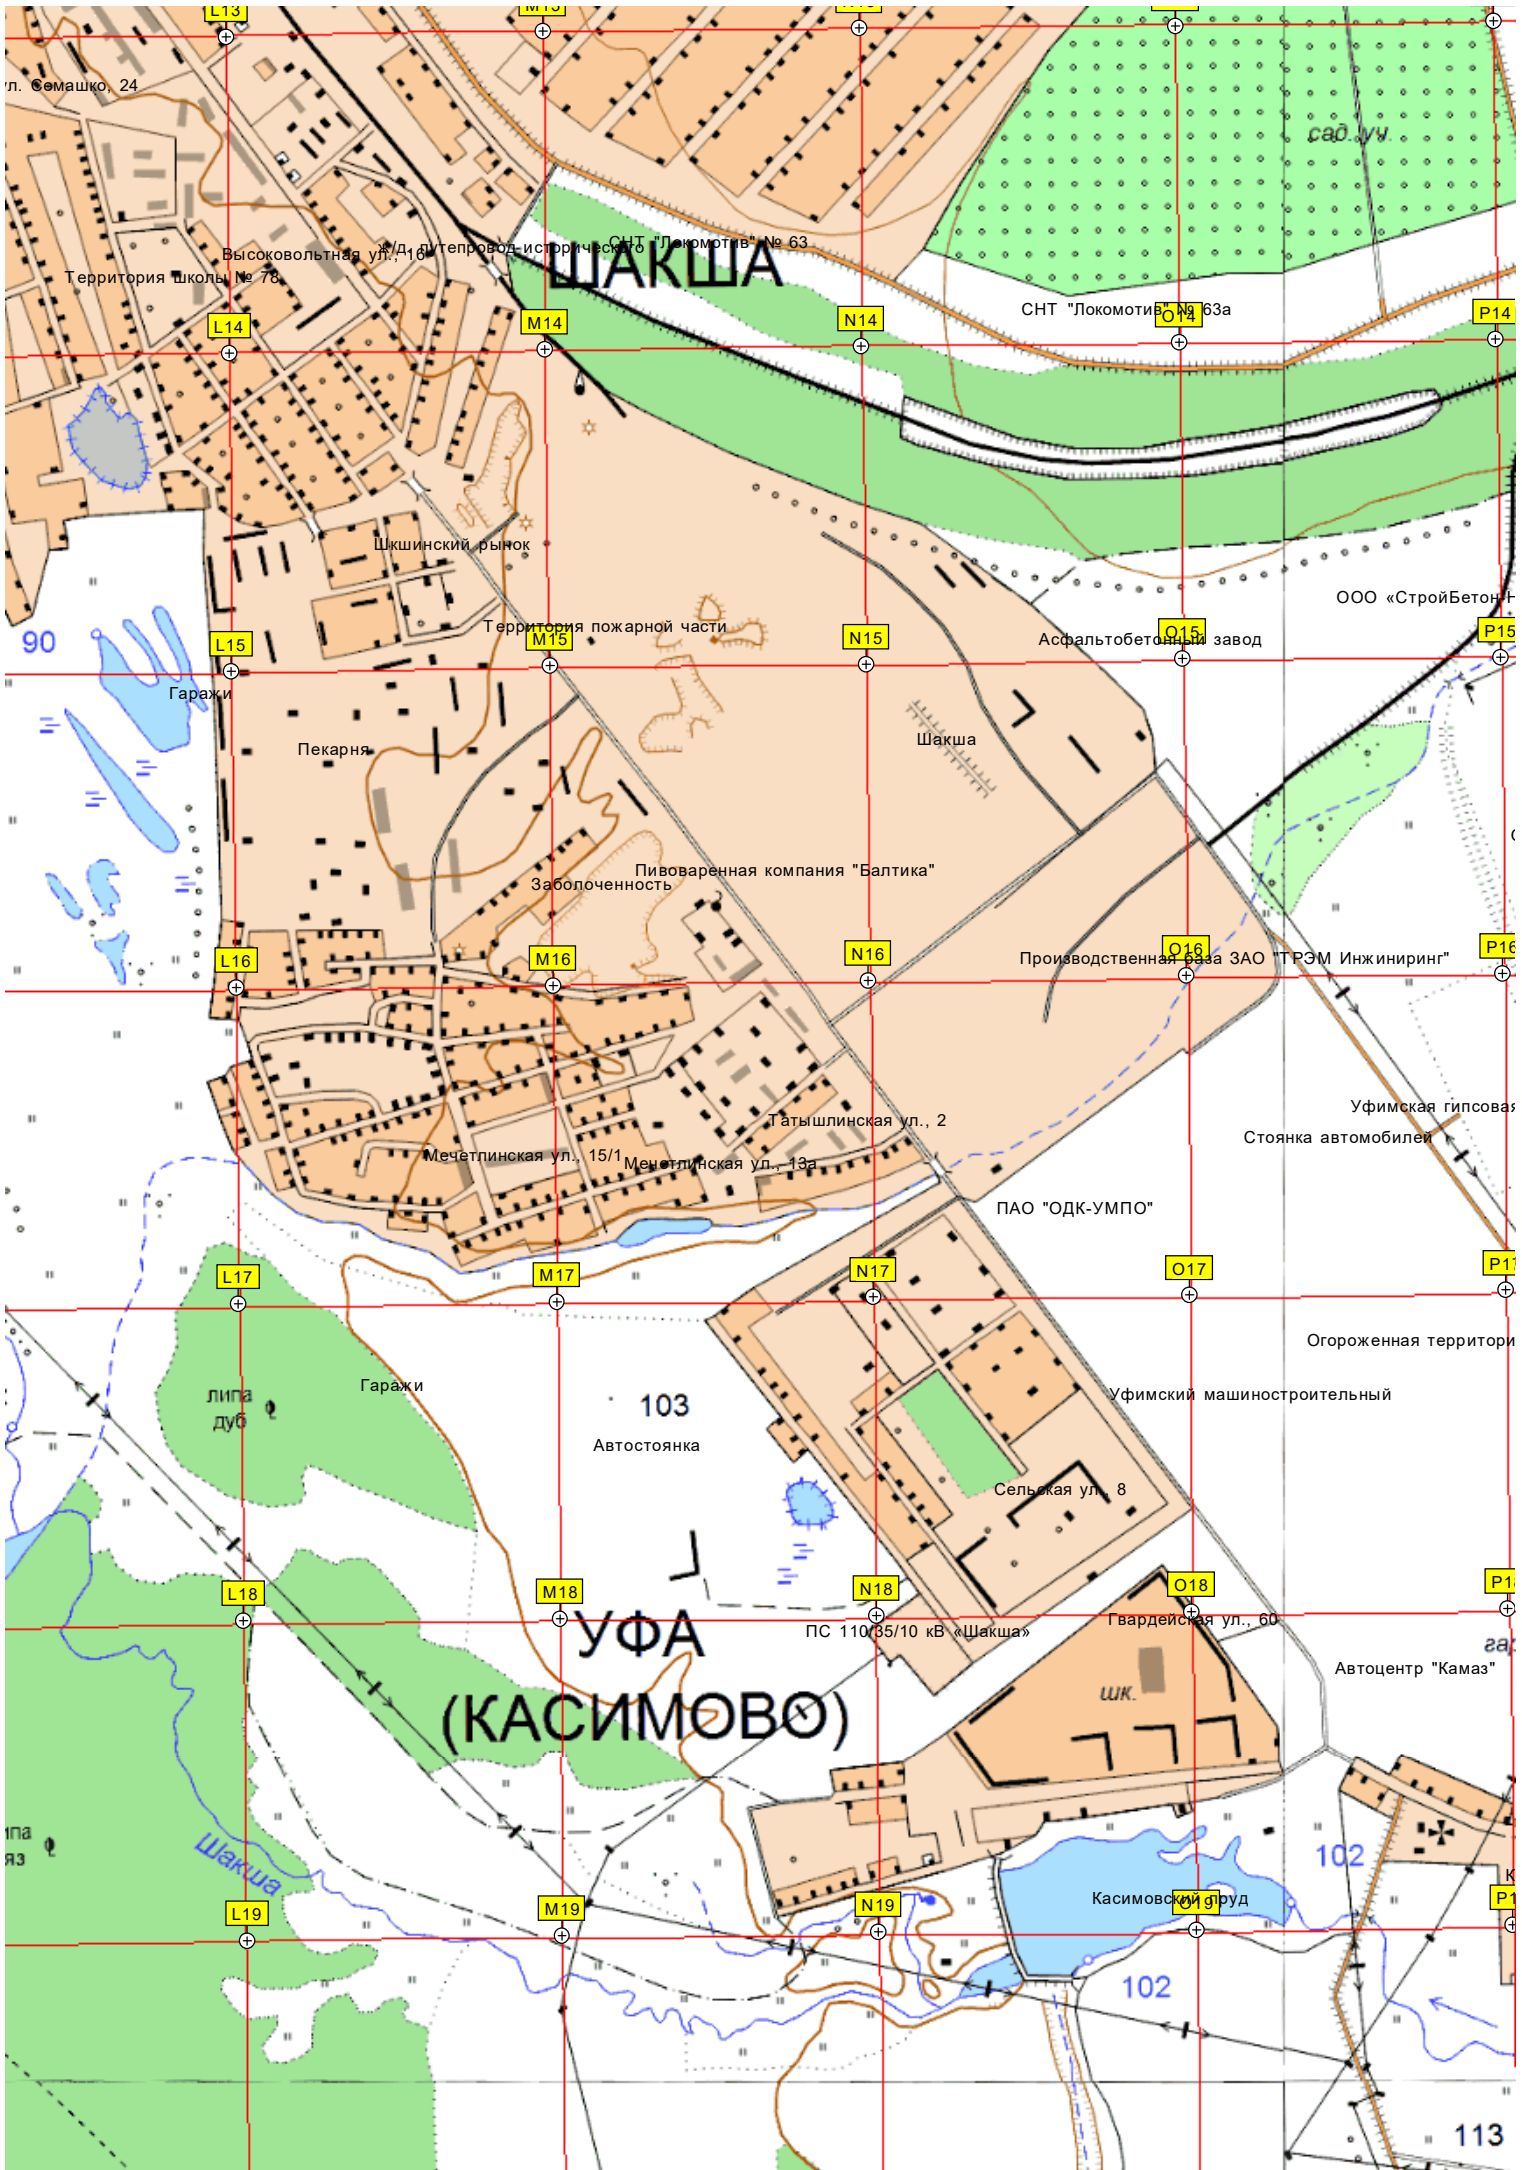 L13
M13
ул. Семашко, 24
сад. уч.
СНТ "Локомотив" № 63
ж/д. путепровод исторического
Высоковольтная ул., 16
ШАКША
Территория школы № 78
СНТ "Локомотив" № 63а
L14
M14
N14
O14
P14
Шкшинский рынок
ООО «СтройБетон-Н
Территория пожарной части
90
L15
M15
N15
O15
P15
Асфальтобетонный завод
Гаражи
Пекарня
Шакша
Пивоваренная компания "Балтика"
Заболоченность
L16
M16
N16
O16
P16
Производственная база ЗАО "ТРЭМ Инжиниринг"
Уфимская гипсовая
Татышлинская ул., 2
Стоянка автомобилей
Мечетлинская ул., 15/1
Мечетлинская ул., 13а
ПАО "ОДК-УМПО"
L17
M17
N17
O17
P17
Огороженная территори
Гаражи
липа
дуб
103
Уфимский машиностроительный
Автостоянка
Сельская ул., 8
L18
M18
N18
O18
P18
Гвардейская ул., 60
ПС 110/35/10 кВ «Шакша»
УФА
гар
Автоцентр "Камаз"
шк.
(КАСИМОВО)
ипа
яз
Шакша
102
Касимовский пруд
L19
M19
N19
O19
P1
102
113